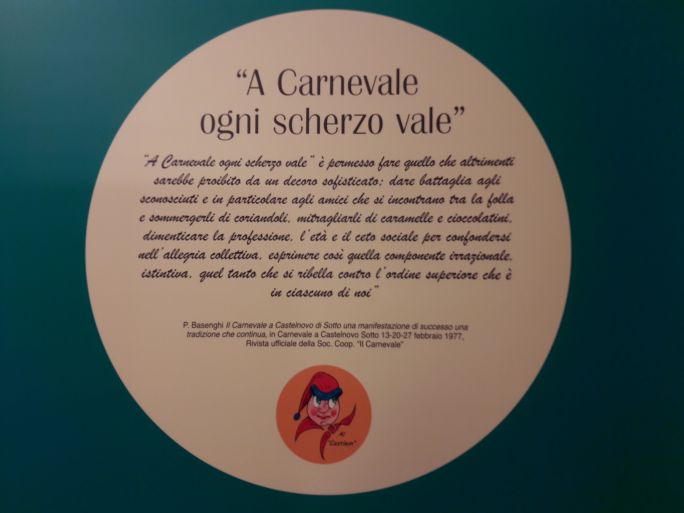 “A Carnevale
ogni scherzo vale”
“A Carnevale ogni scherzo vale” è permesso fare quello che altrimenti
sarebbe proibito da un decoro sofisticato: dare battaglia agli
sconosciuti e in particolare agli amici che si incontrano tra la folla
e sommergerli di coriandoli, mitragliarli di caramelle e cioccolatini,
dimenticare la professione, l’età e il ceto sociale per confondersi
nell’allegria collettiva, esprimere così quella componente irrazionale,
istintiva, quel tanto che si ribella contro l’ordine superiore che è
in ciascuno di noi”
P. Basenghi Il Carnevale a Castelnovo di Sotto una manifestazione di successo una
tradizione che continua, in Carnevale a Castelnovo Sotto 13-20-27 febbraio 1977,
Rivista ufficiale della Soc. Coop. “Il Carnevale”
Al